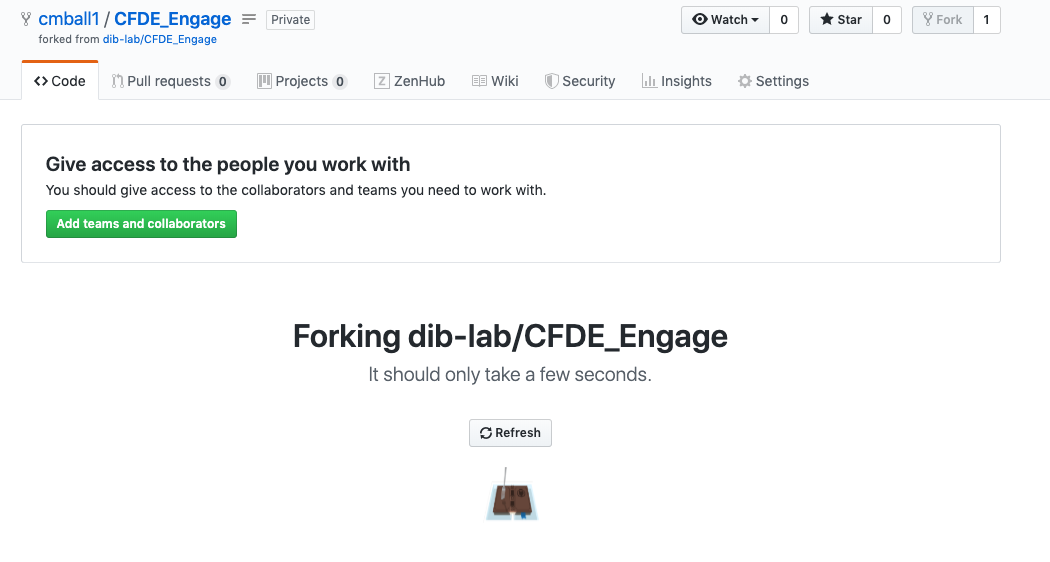 cmball1 / CFDE_Engage Private Watch 0 Star 0 Fork 1
forked from dib-lab/CFDE_Engage
Code Pull requests 0 Projects 0 Z ZenHub Wiki Security Insights Settings
Give access to the people you work with
You should give access to the collaborators and teams you need to work with.
Add teams and collaborators
Forking dib-lab/CFDE_Engage
It should only take a few seconds.
Refresh